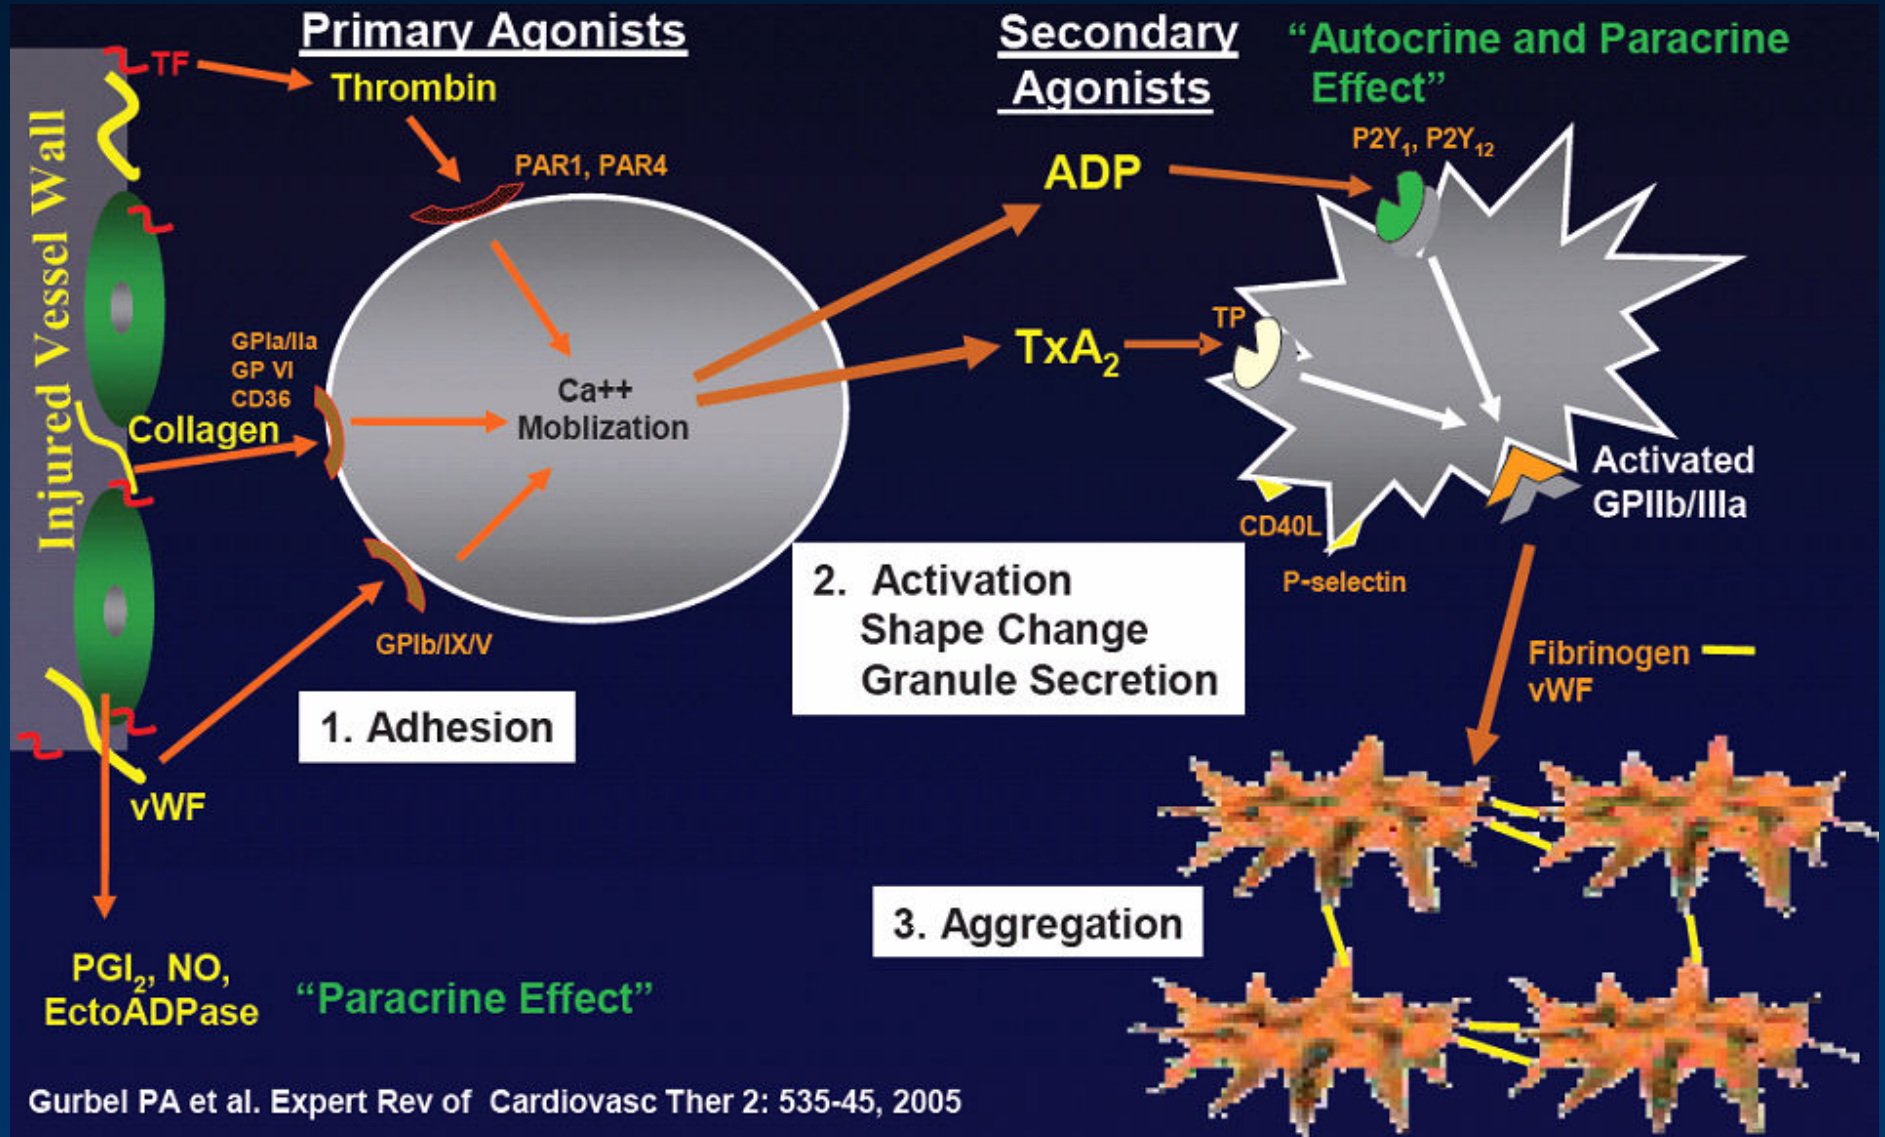 Primary Agonists
Secondary
Agonists
“Autocrine and Paracrine
Effect”
TF
Thrombin
PAR1, PAR4
Injured Vessel Wall
GPIa/IIa
GP VI
CD36
Collagen
Ca++
Moblization
GPIb/IX/V
vWF
1. Adhesion
PGI2, NO,
EctoADPase
“Paracrine Effect”
ADP
P2Y1, P2Y12
TxA2
TP
Activated
GPIIb/IIIa
CD40L
P-selectin
2. Activation
Shape Change
Granule Secretion
Fibrinogen
vWF
3. Aggregation
Gurbel PA et al. Expert Rev of Cardiovasc Ther 2: 535-45, 2005